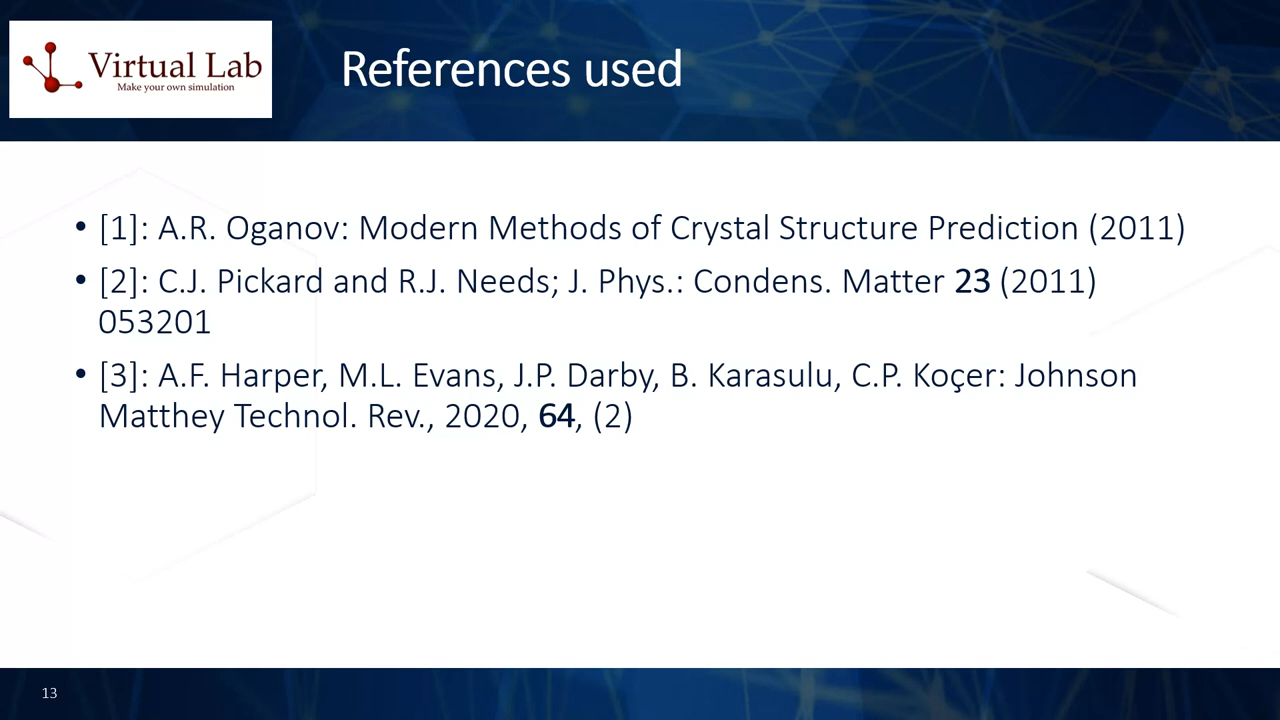 Virtual Lab
Make your own simulation
References used
• [1]: A.R. Oganov: Modern Methods of Crystal Structure Prediction (2011)
• [2]: C.J. Pickard and R.J. Needs; J. Phys.: Condens. Matter 23 (2011)
053201
• [3]: A.F. Harper, M.L. Evans, J.P. Darby, B. Karasulu, C.P. Koçer: Johnson
Matthey Technol. Rev., 2020, 64, (2)
13